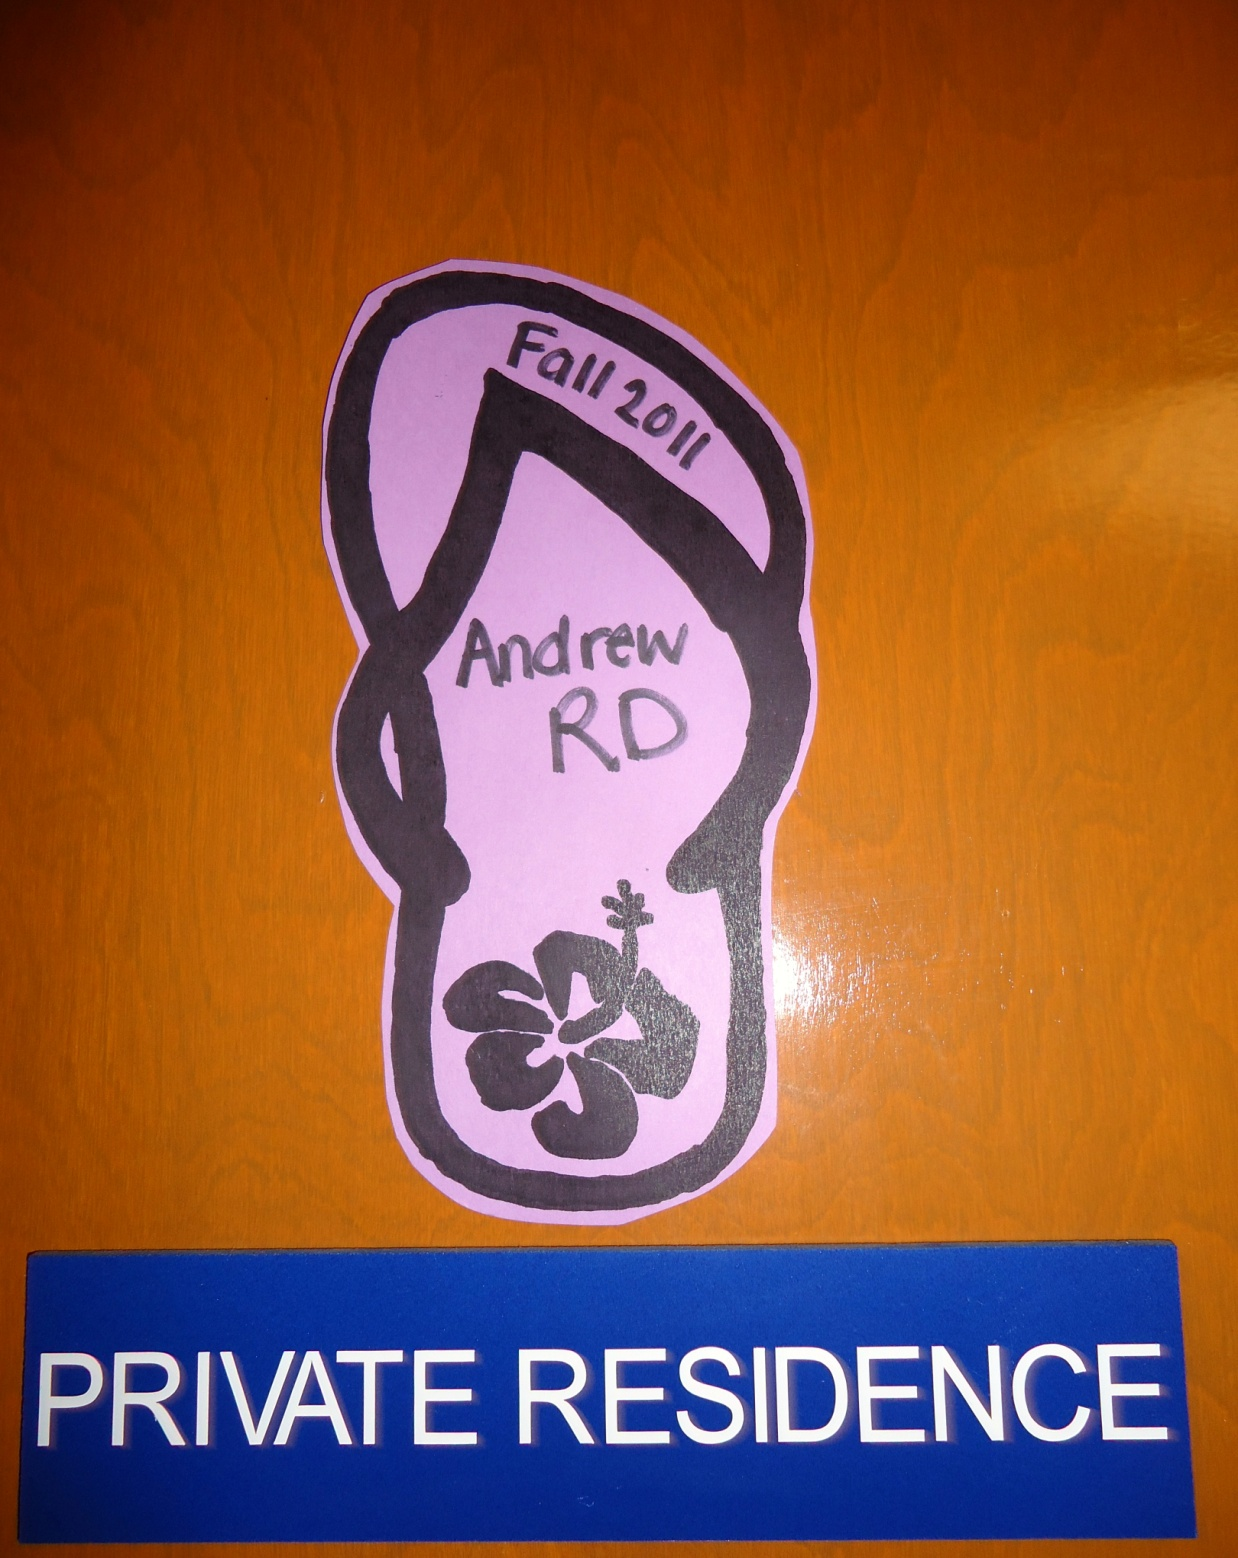 Fall 2011
Andrew
RD
PRIVATE RESIDENCE